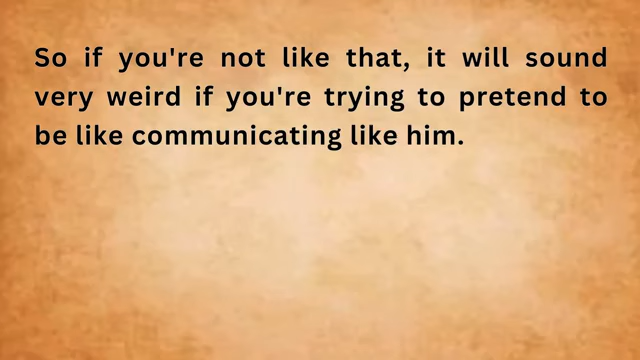 So if you're not like that, it will sound
very weird if you're trying to pretend to
be like communicating like him.